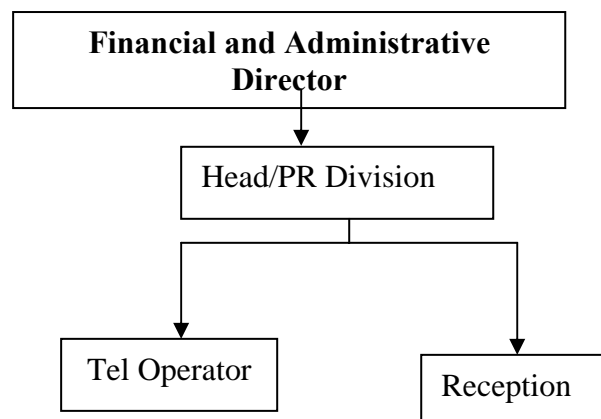 Financial and Administrative
Director
Head/PR Division
Tel Operator
Reception